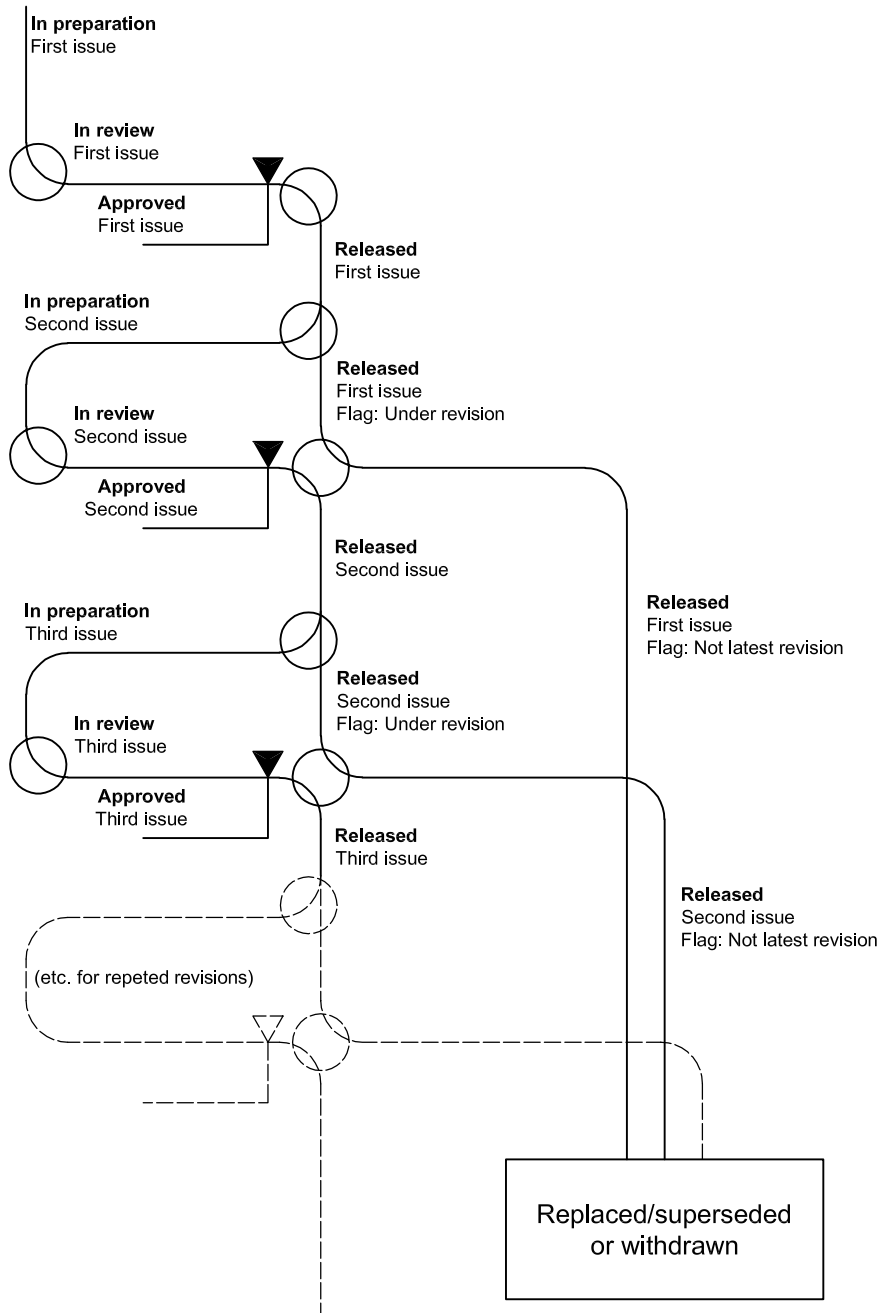 In preparation
First issue
In review
First issue
Approved
First issue
Released
First issue
In preparation
Second issue
Released
First issue
Flag: Under revision
In review
Second issue
Approved
Second issue
Released
Second issue
Released
First issue
Flag: Not latest revision
In preparation
Third issue
Released
Second issue
Flag: Under revision
In review
Third issue
Approved
Third issue
Released
Third issue
Released
Second issue
Flag: Not latest revision
(etc. for repeted revisions)
Replaced/superseded
or withdrawn